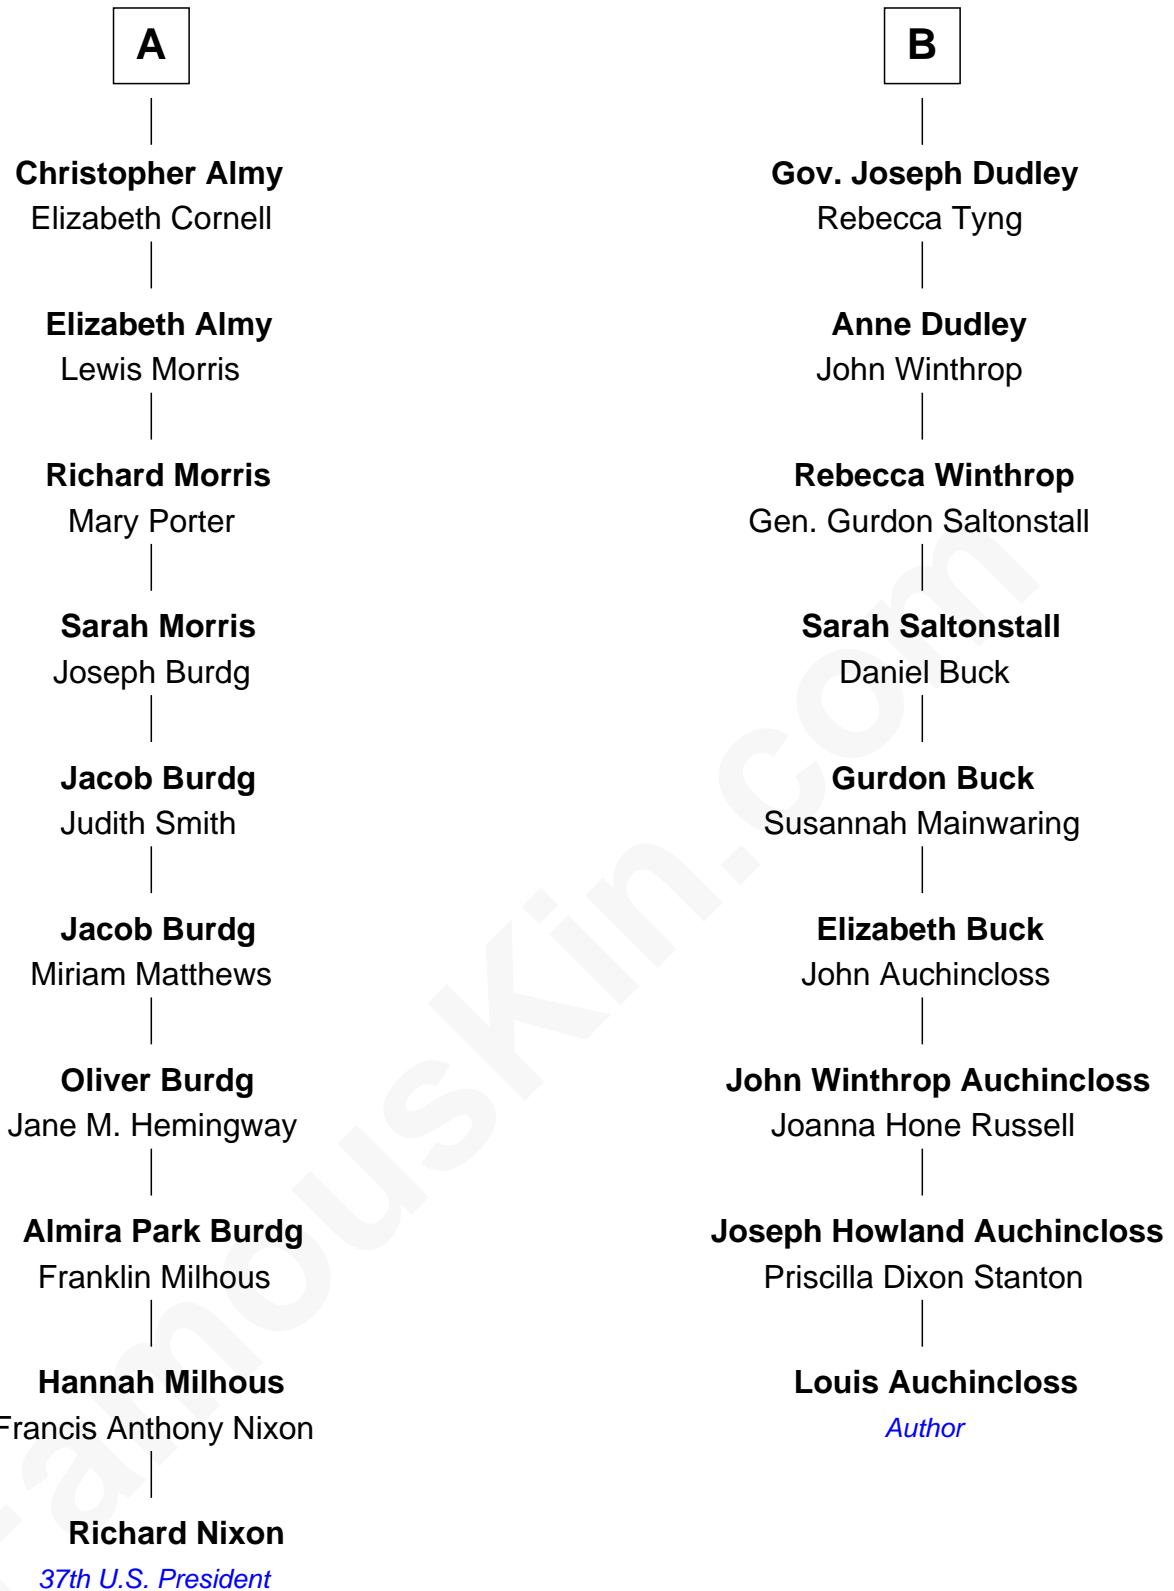 A
Christopher Almy
Elizabeth Cornell
Elizabeth Almy
Lewis Morris
Richard Morris
Mary Porter
Sarah Morris
Joseph Burdg
Jacob Burdg
Judith Smith
Jacob Burdg
Miriam Matthews
Oliver Burdg
Jane M. Hemingway
Almira Park Burdg
Franklin Milhous
Hannah Milhous
Francis Anthony Nixon
Richard Nixon
37th U.S. President
B
Gov. Joseph Dudley
Rebecca Tyng
Anne Dudley
John Winthrop
Rebecca Winthrop
Gen. Gurdon Saltonstall
Sarah Saltonstall
Daniel Buck
Gurdon Buck
Susannah Mainwaring
Elizabeth Buck
John Auchincloss
John Winthrop Auchincloss
Joanna Hone Russell
Joseph Howland Auchincloss
Priscilla Dixon Stanton
Louis Auchincloss
Author
FamousKin.com